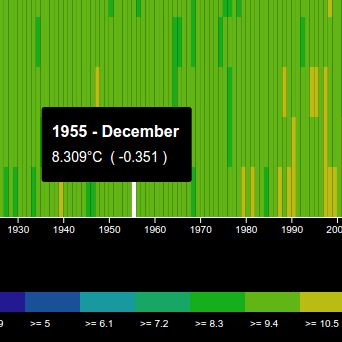 1955 - December
8.309°C ( -0.351 )
1930 1940 1950 1960 1970 1980 1990
>= 5 >= 6.1 >= 7.2 >= 8.3 >= 9.4 >= 10.5